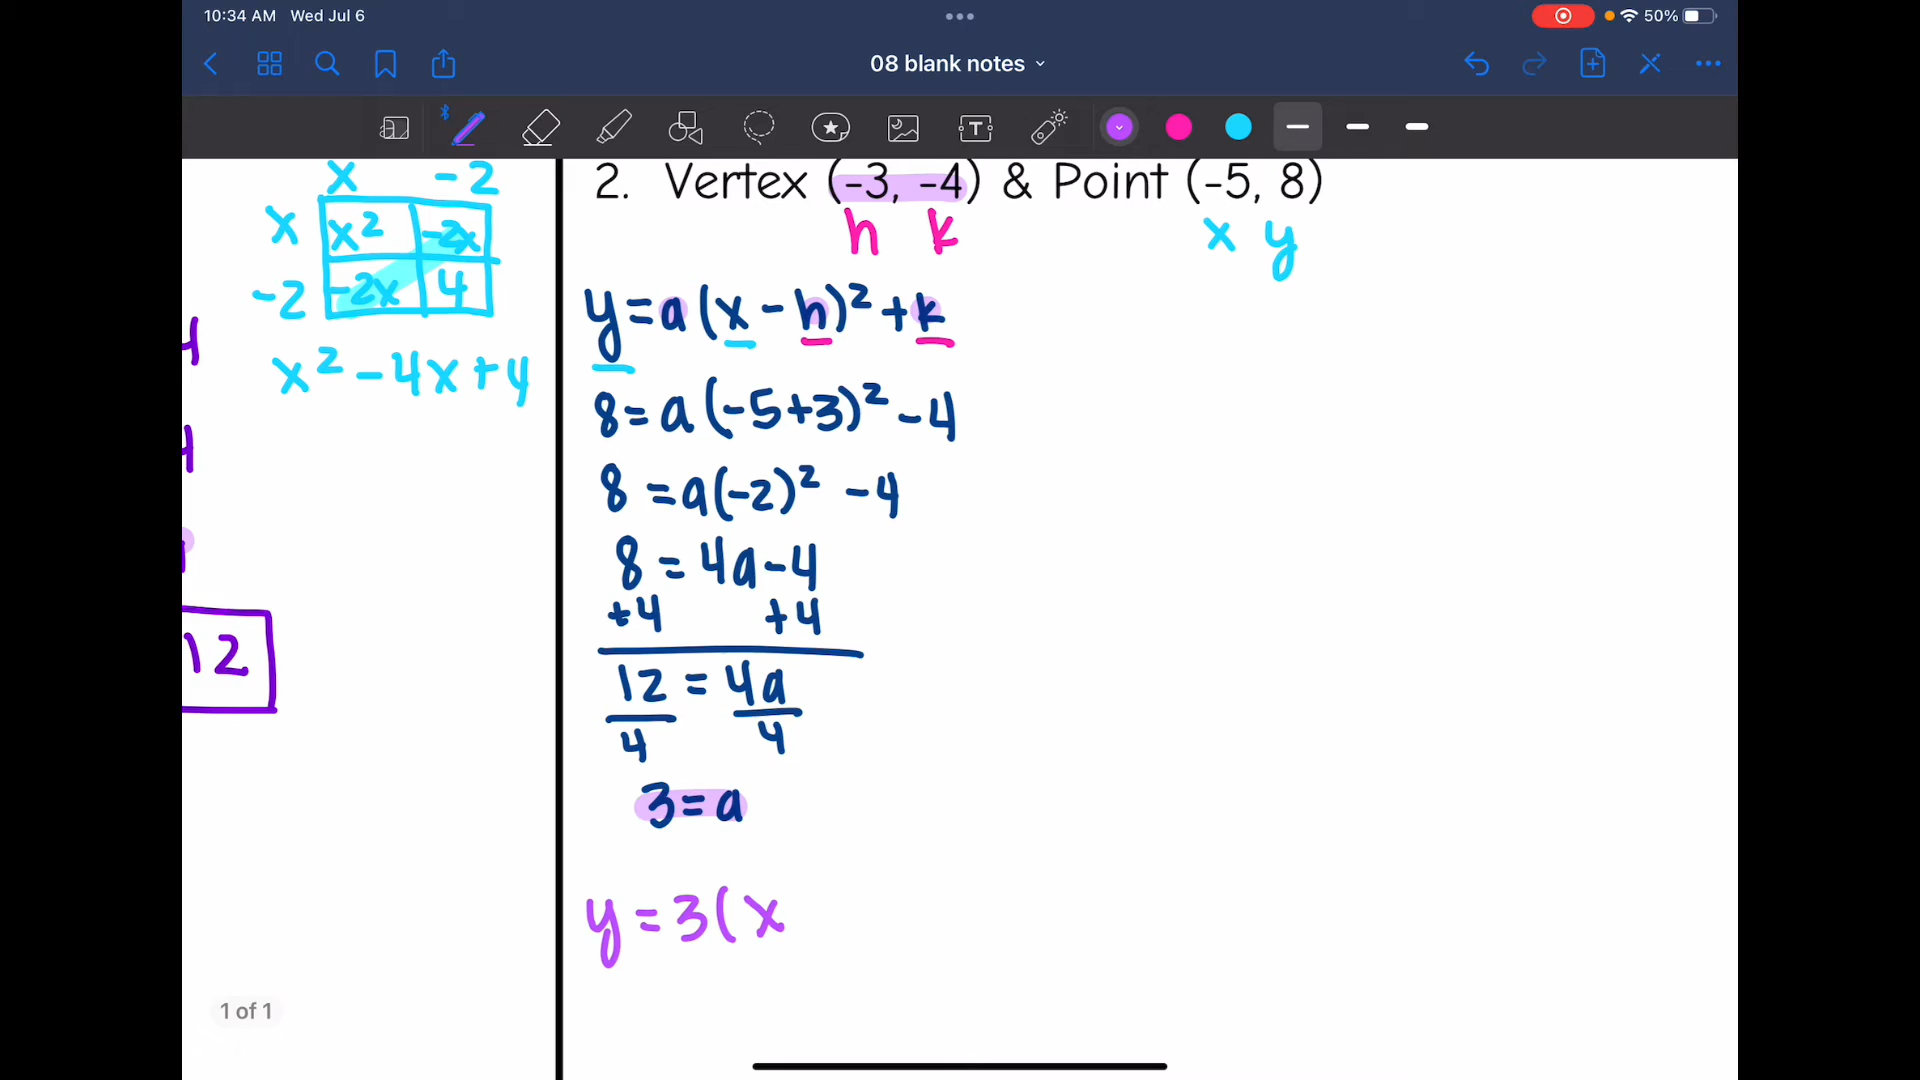 10:34 AM Wed Jul 6
50%
08 blank notes
x -2
x x² -2x
-2 -2x 4
x² - 4x + 4
12
2. Vertex (-3, -4) & Point (-5, 8)
h k x y
y = a(x - h)² + k
8 = a(-5+3)² - 4
8 = a(-2)² - 4
8 = 4a - 4
+4 +4
12 = 4a
4 4
3 = a
y = 3(x
1 of 1